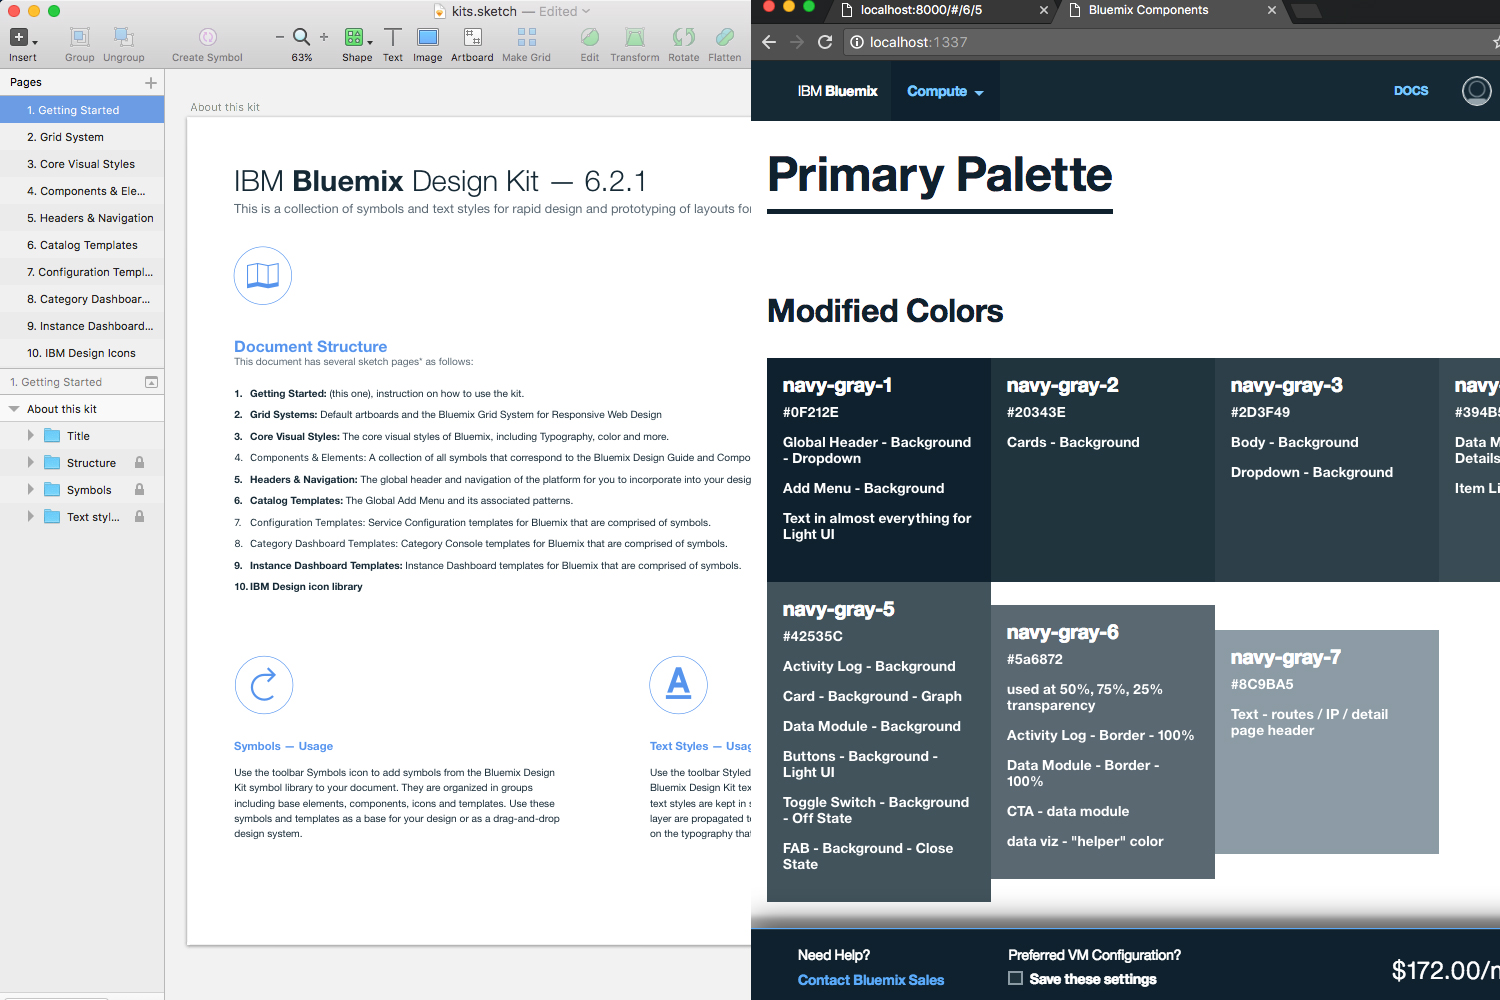 kits.sketch — Edited
Insert
Group
Ungroup
Create Symbol
63%
Shape
Text
Image
Artboard
Make Grid
Edit
Transform
Rotate
Flatten
Pages
1. Getting Started
2. Grid System
3. Core Visual Styles
4. Components & Ele...
5. Headers & Navigation
6. Catalog Templates
7. Configuration Templ...
8. Category Dashboar...
9. Instance Dashboard...
10. IBM Design Icons
1. Getting Started
About this kit
Title
Structure
Symbols
Text styl...
About this kit
IBM Bluemix Design Kit — 6.2.1
This is a collection of symbols and text styles for rapid design and prototyping of layouts for
Document Structure
This document has several sketch pages* as follows:
1. Getting Started: (this one), instruction on how to use the kit.
2. Grid Systems: Default artboards and the Bluemix Grid System for Responsive Web Design
3. Core Visual Styles: The core visual styles of Bluemix, including Typography, color and more.
4. Components & Elements: A collection of all symbols that correspond to the Bluemix Design Guide and Compo
5. Headers & Navigation: The global header and navigation of the platform for you to incorporate into your desig
6. Catalog Templates: The Global Add Menu and its associated patterns.
7. Configuration Templates: Service Configuration templates for Bluemix that are comprised of symbols.
8. Category Dashboard Templates: Category Console templates for Bluemix that are comprised of symbols.
9. Instance Dashboard Templates: Instance Dashboard templates for Bluemix that are comprised of symbols.
10. IBM Design icon library
A
Symbols — Usage
Use the toolbar Symbols icon to add symbols from the Bluemix Design
Kit symbol library to your document. They are organized in groups
including base elements, components, icons and templates. Use these
symbols and templates as a base for your design or as a drag-and-drop
design system.
Text Styles — Usag
Use the toolbar Styled
Bluemix Design Kit tex
text styles are kept in s
layer are propagated t
on the typography that
localhost:8000/#/6/5
Bluemix Components
localhost:1337
IBM Bluemix
Compute
DOCS
Primary Palette
Modified Colors
navy-gray-1
#0F212E
Global Header - Background
- Dropdown
Add Menu - Background
Text in almost everything for
Light UI
navy-gray-2
#20343E
Cards - Background
navy-gray-3
#2D3F49
Body - Background
Dropdown - Background
navy
#394B5
Data M
Details
Item Li
navy-gray-5
#42535C
Activity Log - Background
Card - Background - Graph
Data Module - Background
Buttons - Background -
Light UI
Toggle Switch - Background
- Off State
FAB - Background - Close
State
navy-gray-6
#5a6872
used at 50%, 75%, 25%
transparency
Activity Log - Border - 100%
Data Module - Border -
100%
CTA - data module
data viz - "helper" color
navy-gray-7
#8C9BA5
Text - routes / IP / detail
page header
Need Help?
Contact Bluemix Sales
Preferred VM Configuration?
Save these settings
$172.00/m